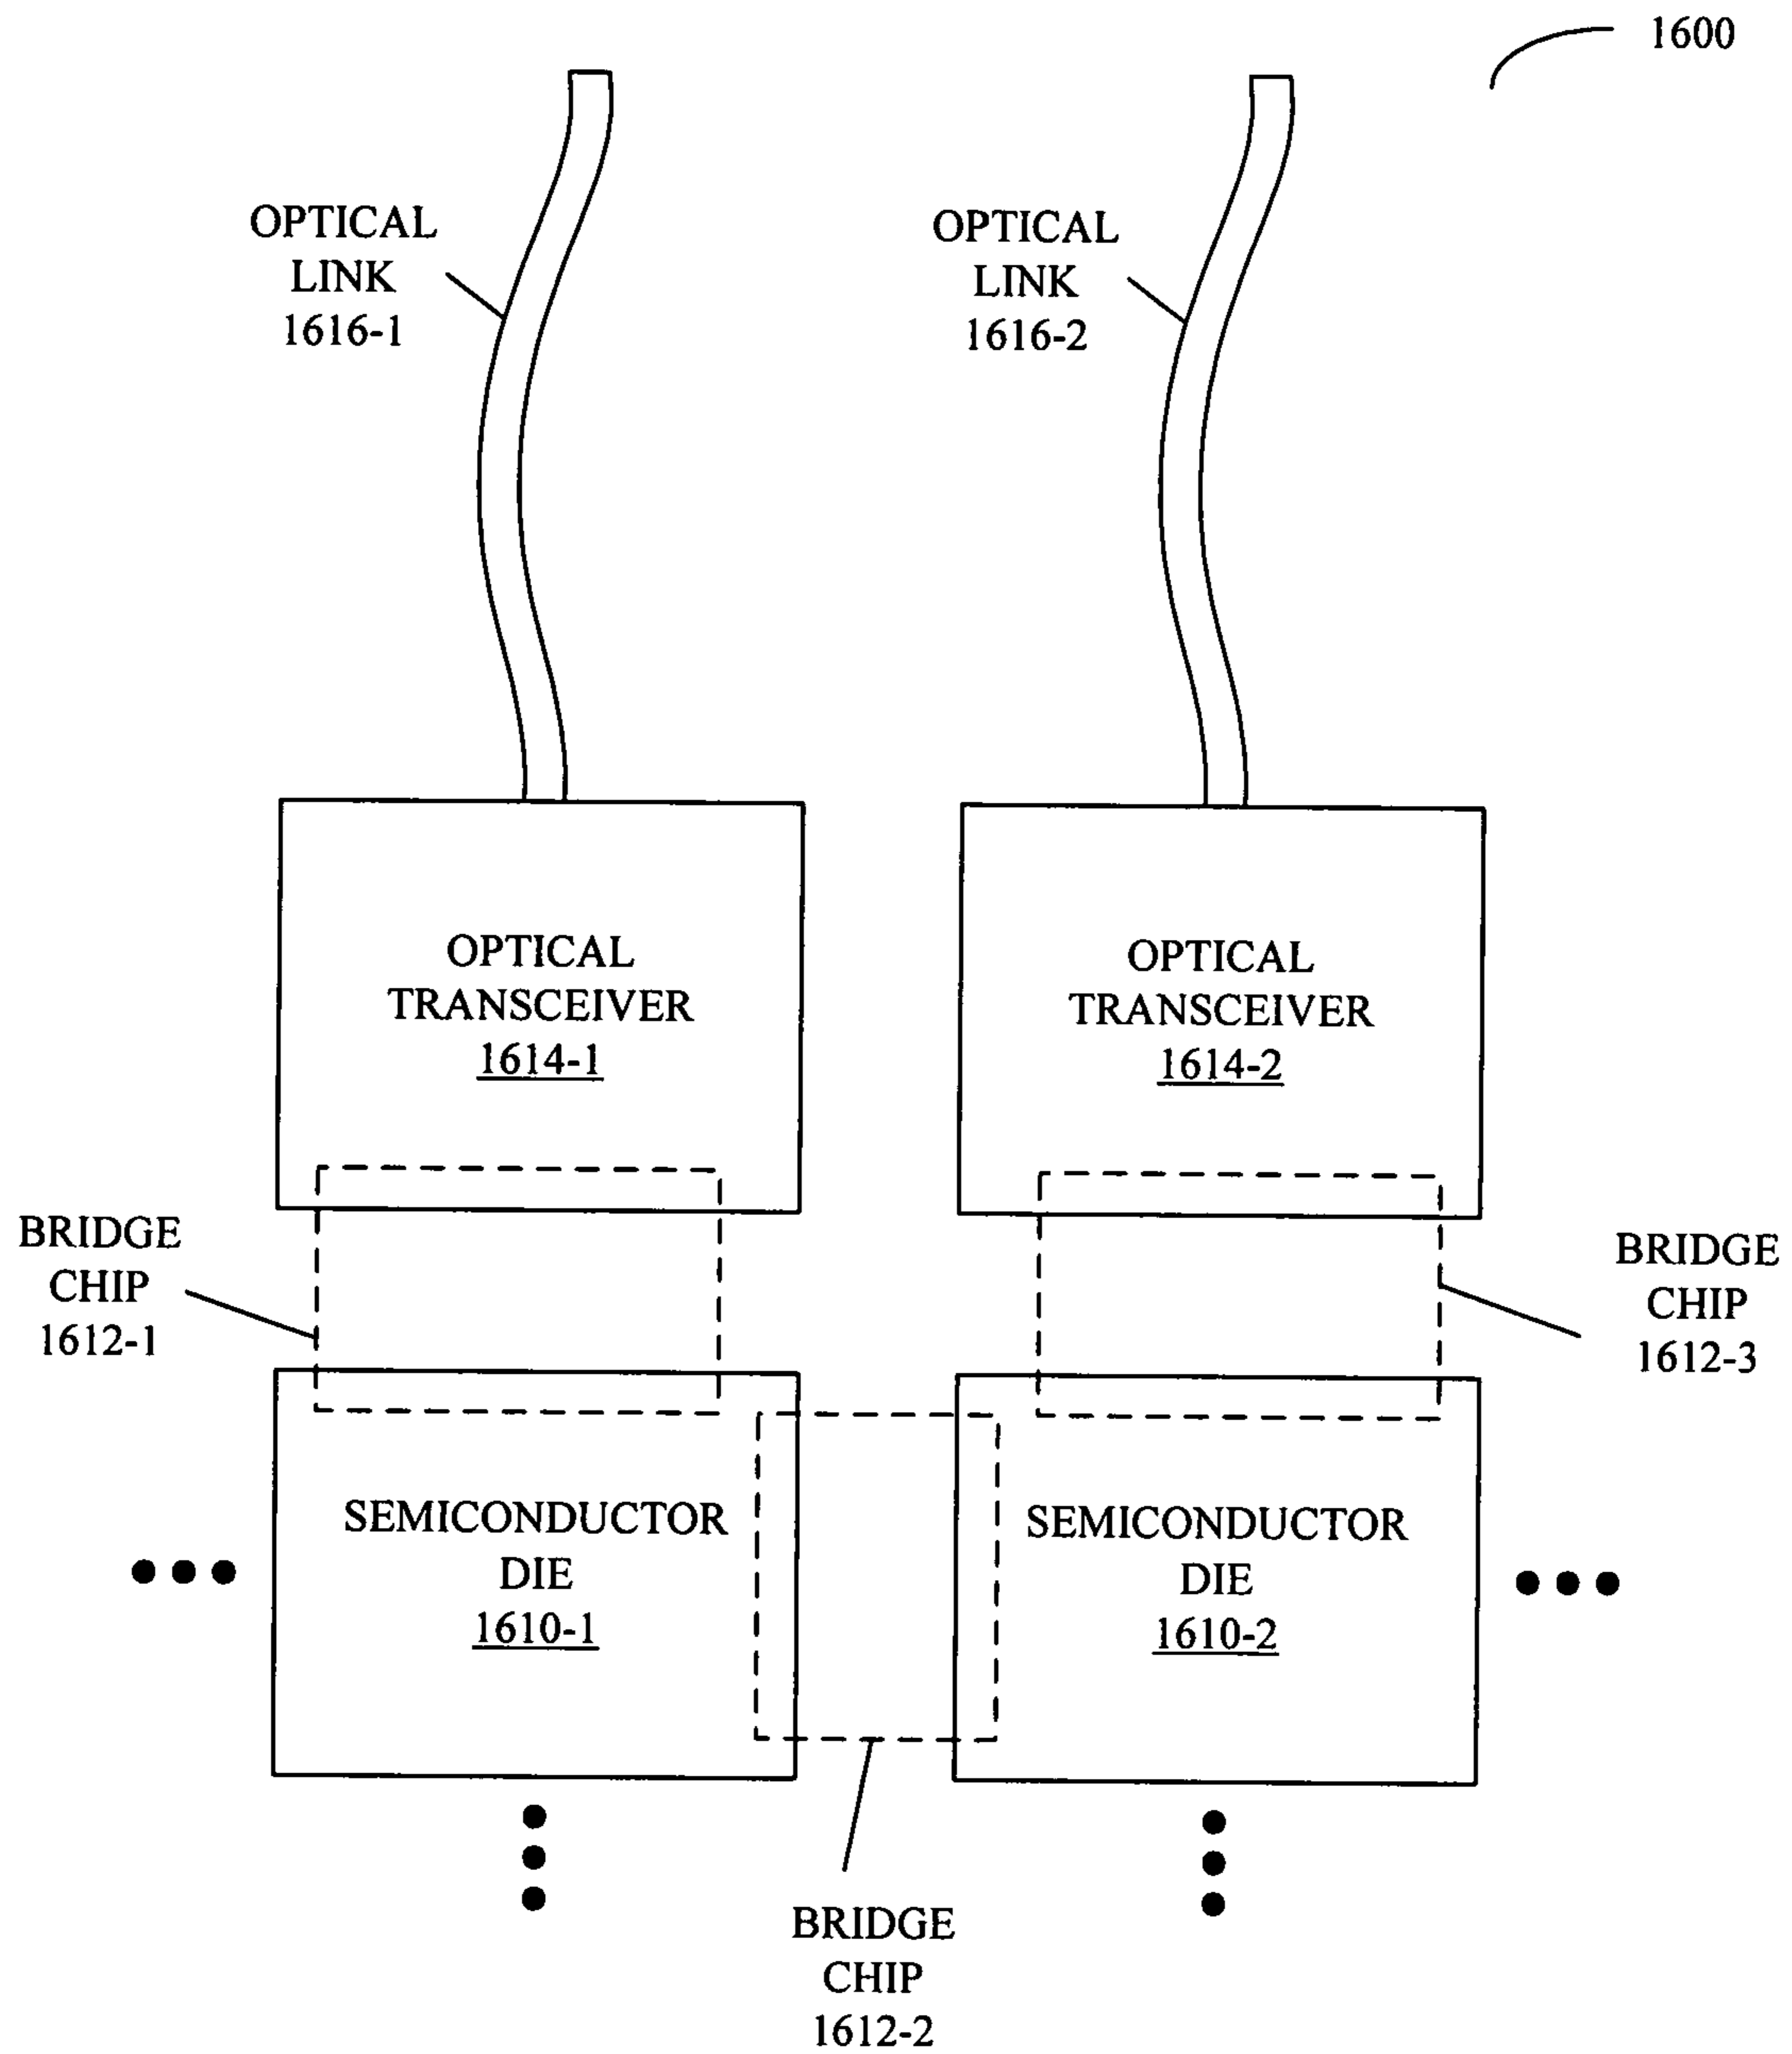 1600
OPTICAL
LINK
1616-1
OPTICAL
LINK
1616-2
OPTICAL
TRANSCEIVER
1614-1
OPTICAL
TRANSCEIVER
1614-2
BRIDGE
CHIP
1612-1
BRIDGE
CHIP
1612-3
SEMICONDUCTOR
DIE
1610-1
SEMICONDUCTOR
DIE
1610-2
BRIDGE
CHIP
1612-2